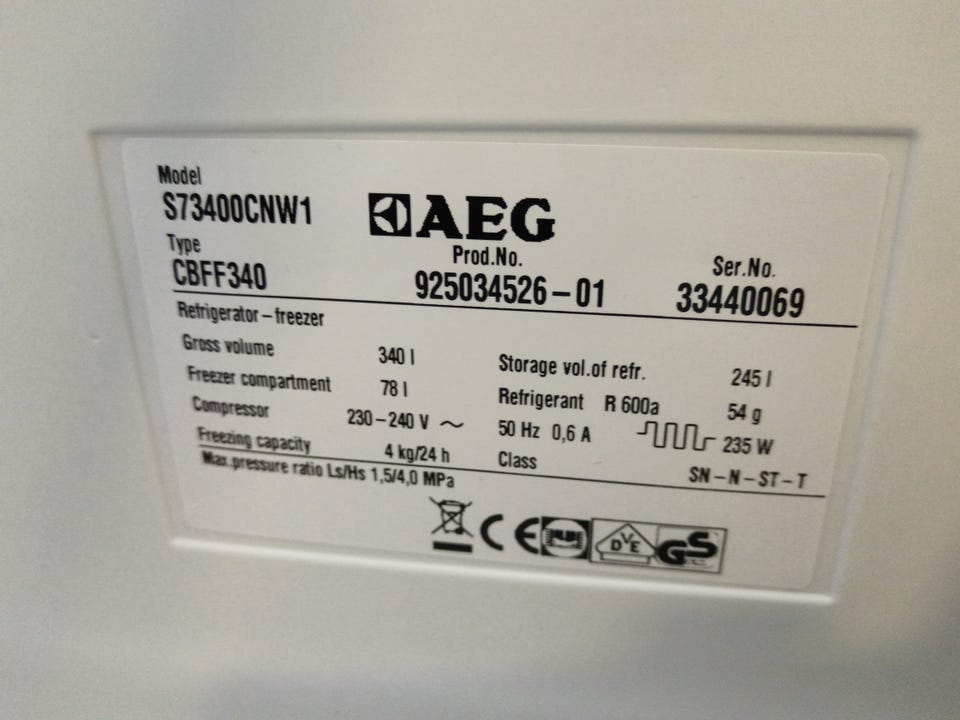 Model
S73400CNW1
AEG
Type
CBFF340
Prod.No.
925034526-01
Ser.No.
33440069
Refrigerator-freezer
Gross volume 340 l
Storage vol.of refr. 245 l
Freezer compartment 78 l
Refrigerant R 600a 54 g
Compressor 230-240 V ~
50 Hz 0,6 A 235 W
Freezing capacity 4 kg/24 h
Class SN-N-ST-T
Max.pressure ratio Ls/Hs 1,5/4,0 MPa
CE
DVE
GS